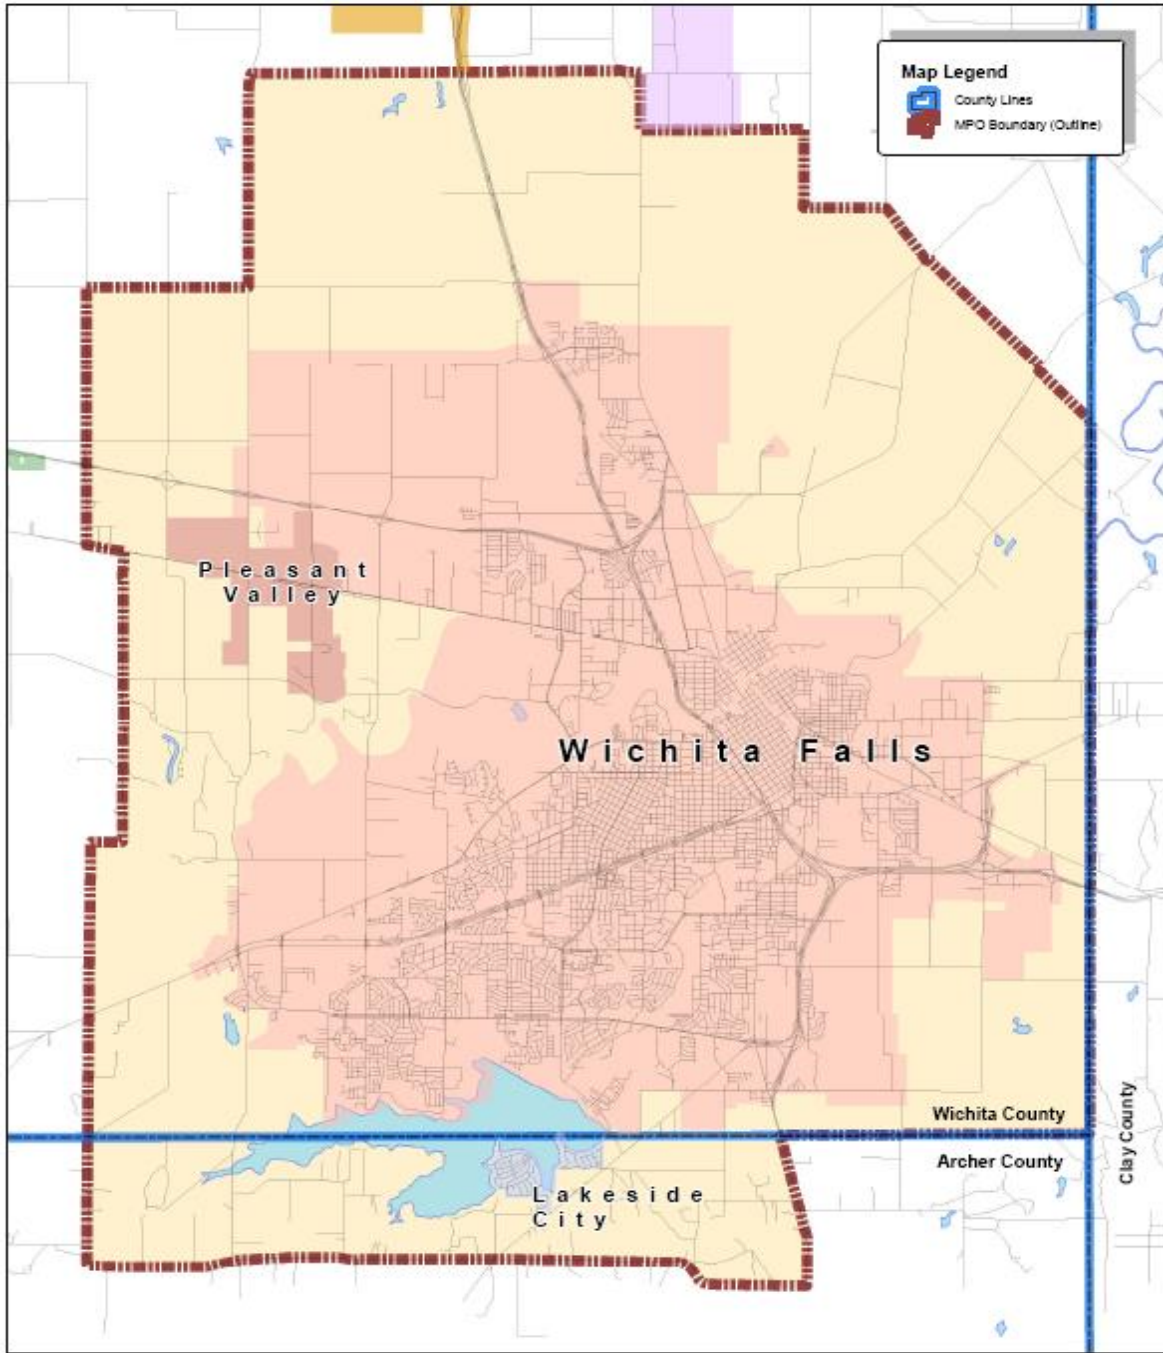 Map Legend
County Lines
MPO Boundary (Outline)
Pleasant
Valley
Wichita Falls
Wichita County
Archer County
Clay County
Lakeside
City